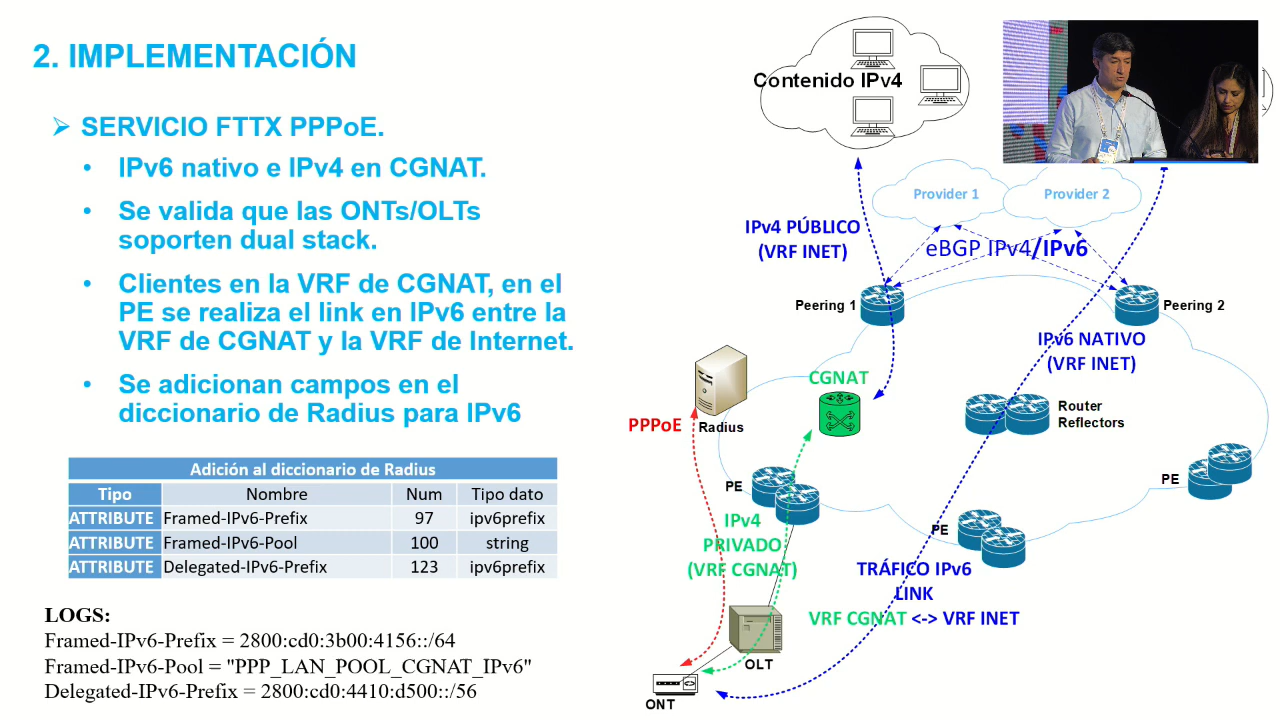 2. IMPLEMENTACIÓN
➢ SERVICIO FTTX PPPoE.
• IPv6 nativo e IPv4 en CGNAT.
• Se valida que las ONTs/OLTs
soporten dual stack.
• Clientes en la VRF de CGNAT, en el
PE se realiza el link en IPv6 entre la
VRF de CGNAT y la VRF de Internet.
• Se adicionan campos en el
diccionario de Radius para IPv6
Adición al diccionario de Radius
Tipo Nombre Num Tipo dato
ATTRIBUTE Framed-IPv6-Prefix 97 ipv6prefix
ATTRIBUTE Framed-IPv6-Pool 100 string
ATTRIBUTE Delegated-IPv6-Prefix 123 ipv6prefix
LOGS:
Framed-IPv6-Prefix = 2800:cd0:3b00:4156::/64
Framed-IPv6-Pool = "PPP_LAN_POOL_CGNAT_IPv6"
Delegated-IPv6-Prefix = 2800:cd0:4410:d500::/56
Contenido IPv4
Provider 1
Provider 2
IPv4 PÚBLICO
(VRF INET)
eBGP IPv4/IPv6
Peering 1
Peering 2
IPv6 NATIVO
(VRF INET)
CGNAT
PPPoE
Radius
Router
Reflectors
PE
PE
PE
IPv4
PRIVADO
(VRF CGNAT)
TRÁFICO IPv6
LINK
VRF CGNAT <-> VRF INET
OLT
ONT